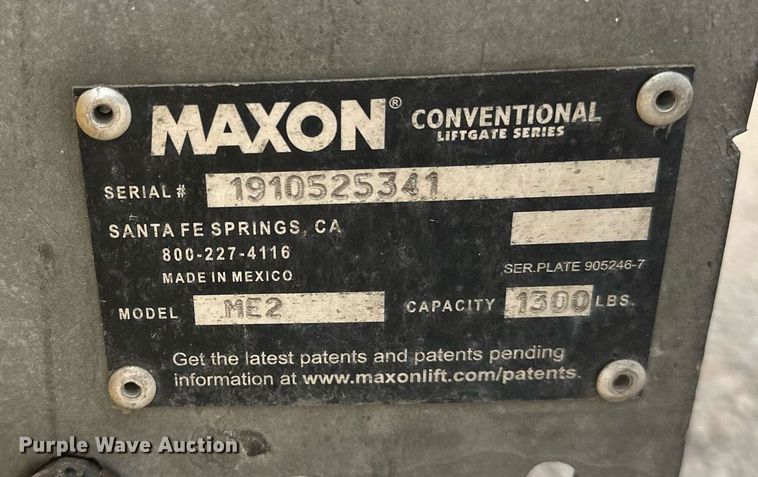 MAXON® CONVENTIONAL
LIFTGATE SERIES
SERIAL # 1910525341
SANTA FE SPRINGS, CA
800-227-4116
MADE IN MEXICO
SER.PLATE 905246-7
MODEL ME2 CAPACITY 1300 LBS.
Get the latest patents and patents pending
information at www.maxonlift.com/patents.
Purple Wave Auction